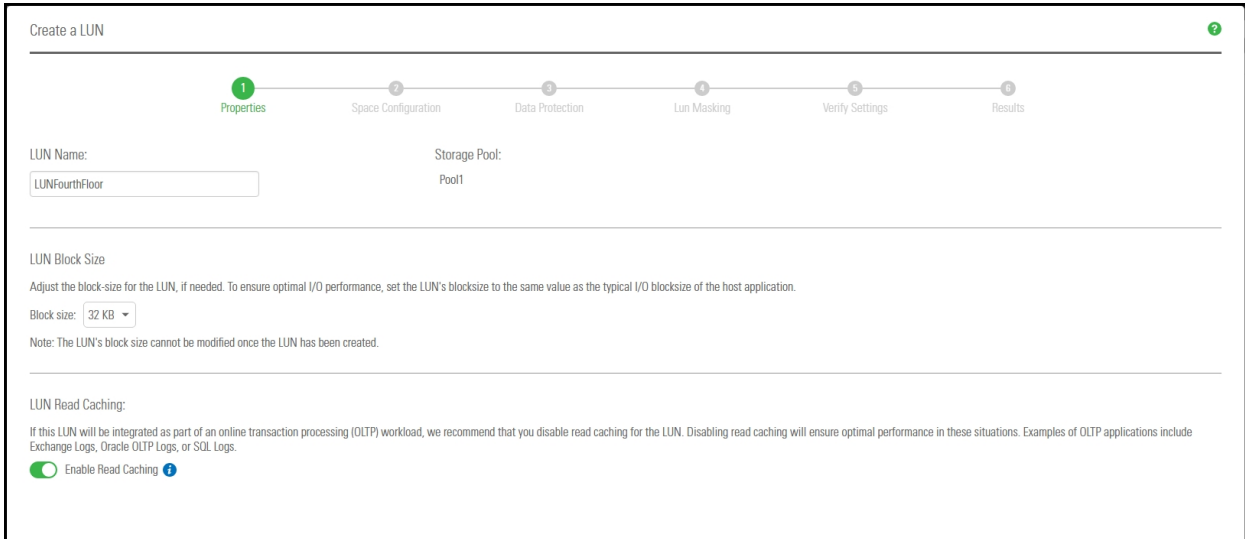 Create a LUN
?
1 2 3 4 5 6
Properties Space Configuration Data Protection Lun Masking Verify Settings Results
LUN Name: Storage Pool:
LUNFourthFloor Pool1
LUN Block Size
Adjust the block-size for the LUN, if needed. To ensure optimal I/O performance, set the LUN's blocksize to the same value as the typical I/O blocksize of the host application.
Block size: 32 KB
Note: The LUN's block size cannot be modified once the LUN has been created.
LUN Read Caching:
If this LUN will be integrated as part of an online transaction processing (OLTP) workload, we recommend that you disable read caching for the LUN. Disabling read caching will ensure optimal performance in these situations. Examples of OLTP applications include
Exchange Logs, Oracle OLTP Logs, or SQL Logs.
Enable Read Caching i